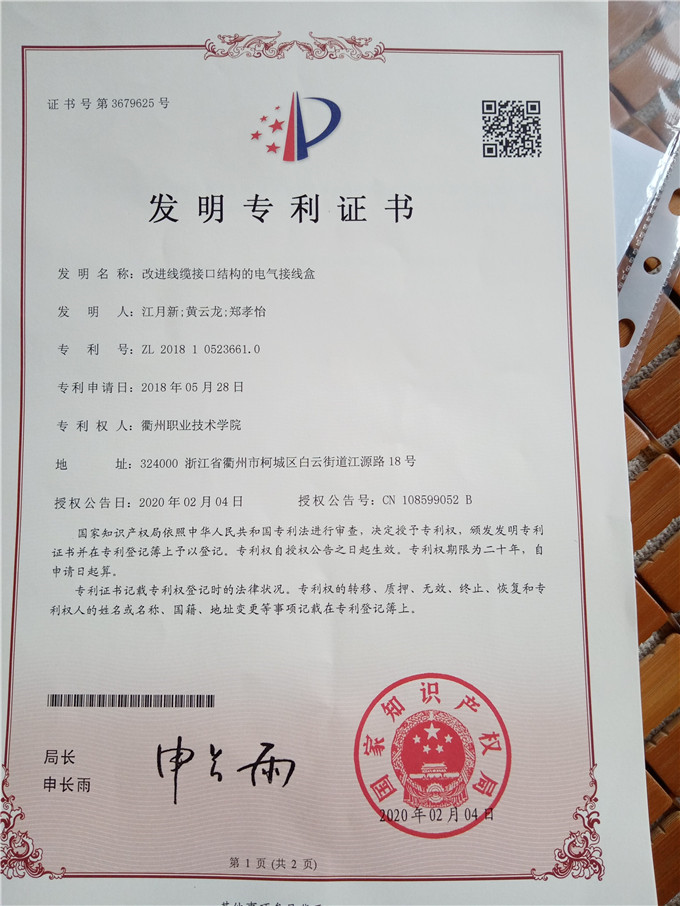 证书号第3679625号
发明专利证书
发明名称：改进线缆接口结构的电气接线盒
发明人：江月新;黄云龙;郑孝怡
专利号：ZL 2018 1 0523661.0
专利申请日：2018年05月28日
专利权人：衢州职业技术学院
地址：324000 浙江省衢州市柯城区白云街道江源路18号
授权公告日：2020年02月04日 授权公告号：CN 108599052 B
国家知识产权局依照中华人民共和国专利法进行审查，决定授予专利权，颁发发明专利
证书并在专利登记簿上予以登记。专利权自授权公告之日起生效。专利权期限为二十年，自
申请日起算。
专利证书记载专利权登记时的法律状况。专利权的转移、质押、无效、终止、恢复和专
利权人的姓名或名称、国籍、地址变更等事项记载在专利登记簿上。
局长
申长雨
申长雨
国家知识产权局
2020年02月04日
第1页(共2页)